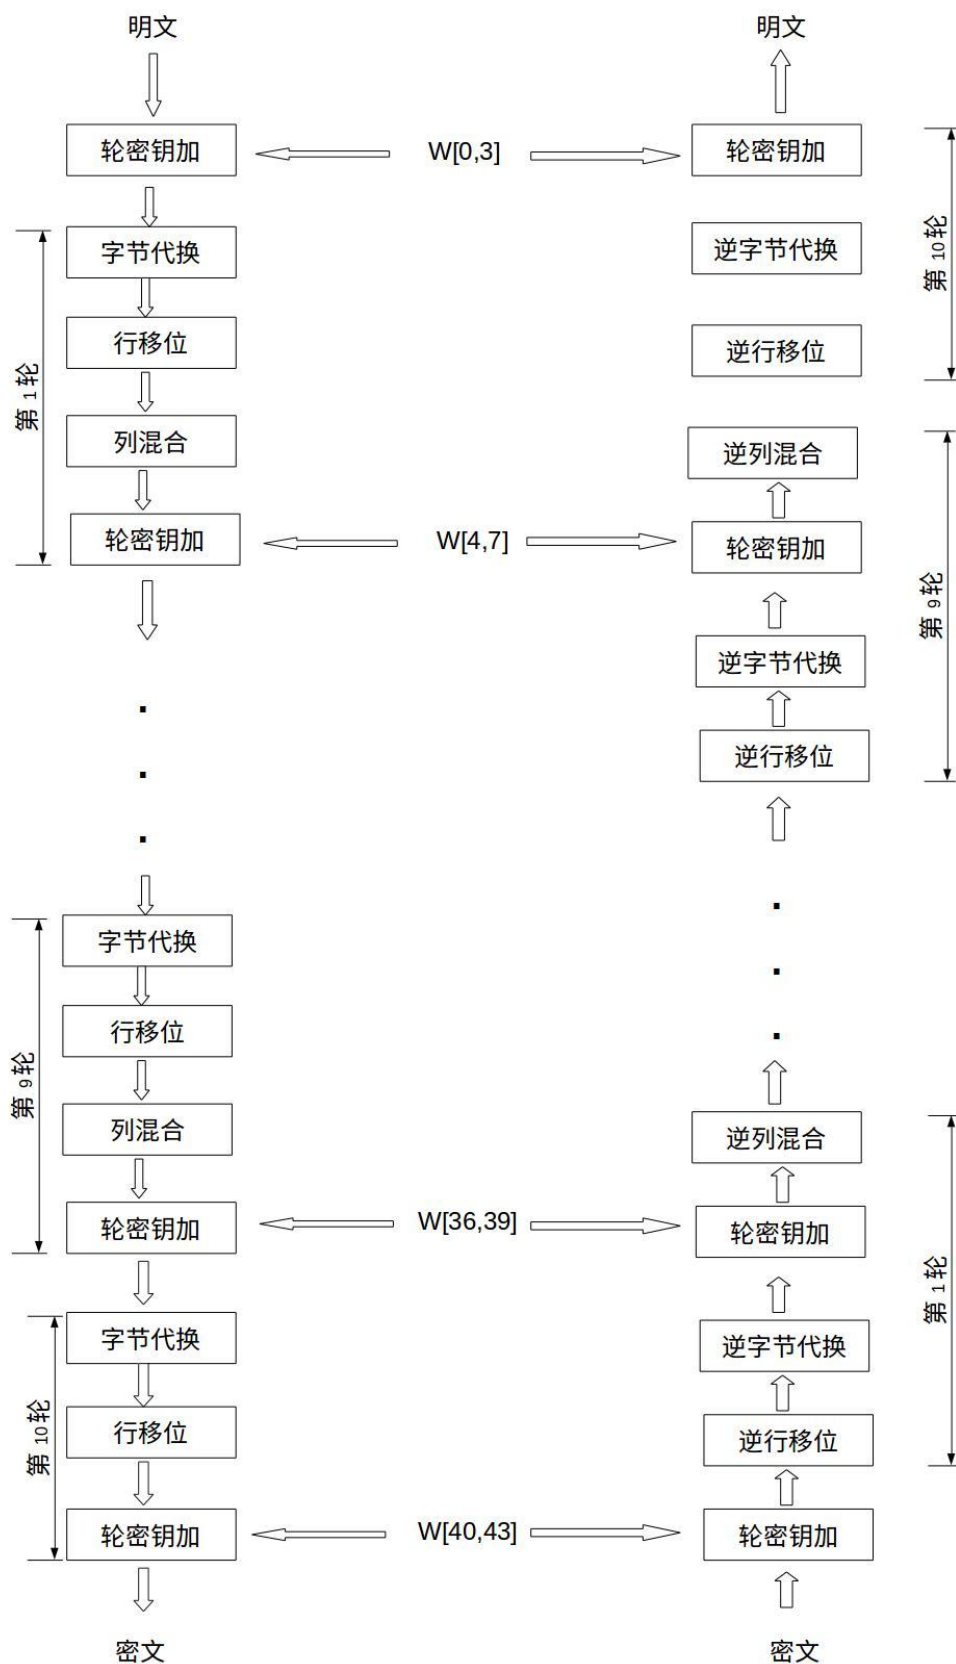 明文
轮密钥加
字节代换
行移位
列混合
轮密钥加
第 1 轮
.
.
.
字节代换
行移位
列混合
轮密钥加
第 9 轮
字节代换
行移位
轮密钥加
第 10 轮
密文
W[0,3]
W[4,7]
W[36,39]
W[40,43]
明文
轮密钥加
逆字节代换
逆行移位
第 10 轮
逆列混合
轮密钥加
逆字节代换
逆行移位
第 9 轮
.
.
.
逆列混合
轮密钥加
逆字节代换
逆行移位
第 1 轮
轮密钥加
密文